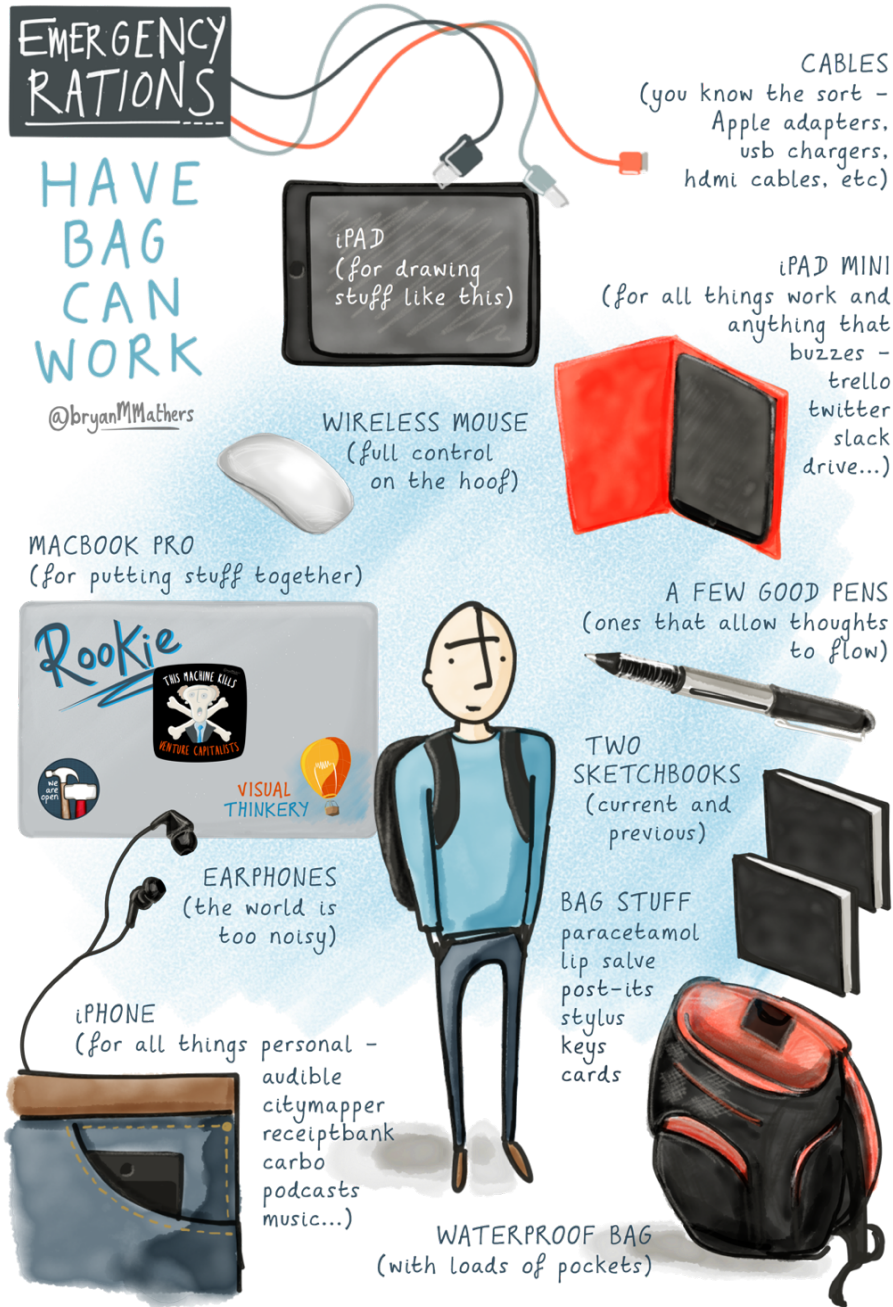 EMERGENCY
RATIONS
HAVE
BAG
CAN
WORK
@bryanMMathers
CABLES
(you know the sort –
Apple adapters,
usb chargers,
hdmi cables, etc)
iPAD
(for drawing
stuff like this)
iPAD MINI
(for all things work and
anything that
buzzes –
trello
twitter
slack
drive...)
WIRELESS MOUSE
(full control
on the hoof)
MACBOOK PRO
(for putting stuff together)
Rookie
THIS MACHINE KILLS
VENTURE CAPITALISTS
we
are
open
VISUAL
THINKERY
A FEW GOOD PENS
(ones that allow thoughts
to flow)
TWO
SKETCHBOOKS
(current and
previous)
EARPHONES
(the world is
too noisy)
BAG STUFF
paracetamol
lip salve
post-its
stylus
keys
cards
iPHONE
(for all things personal –
audible
citymapper
receiptbank
carbo
podcasts
music...)
WATERPROOF BAG
(with loads of pockets)